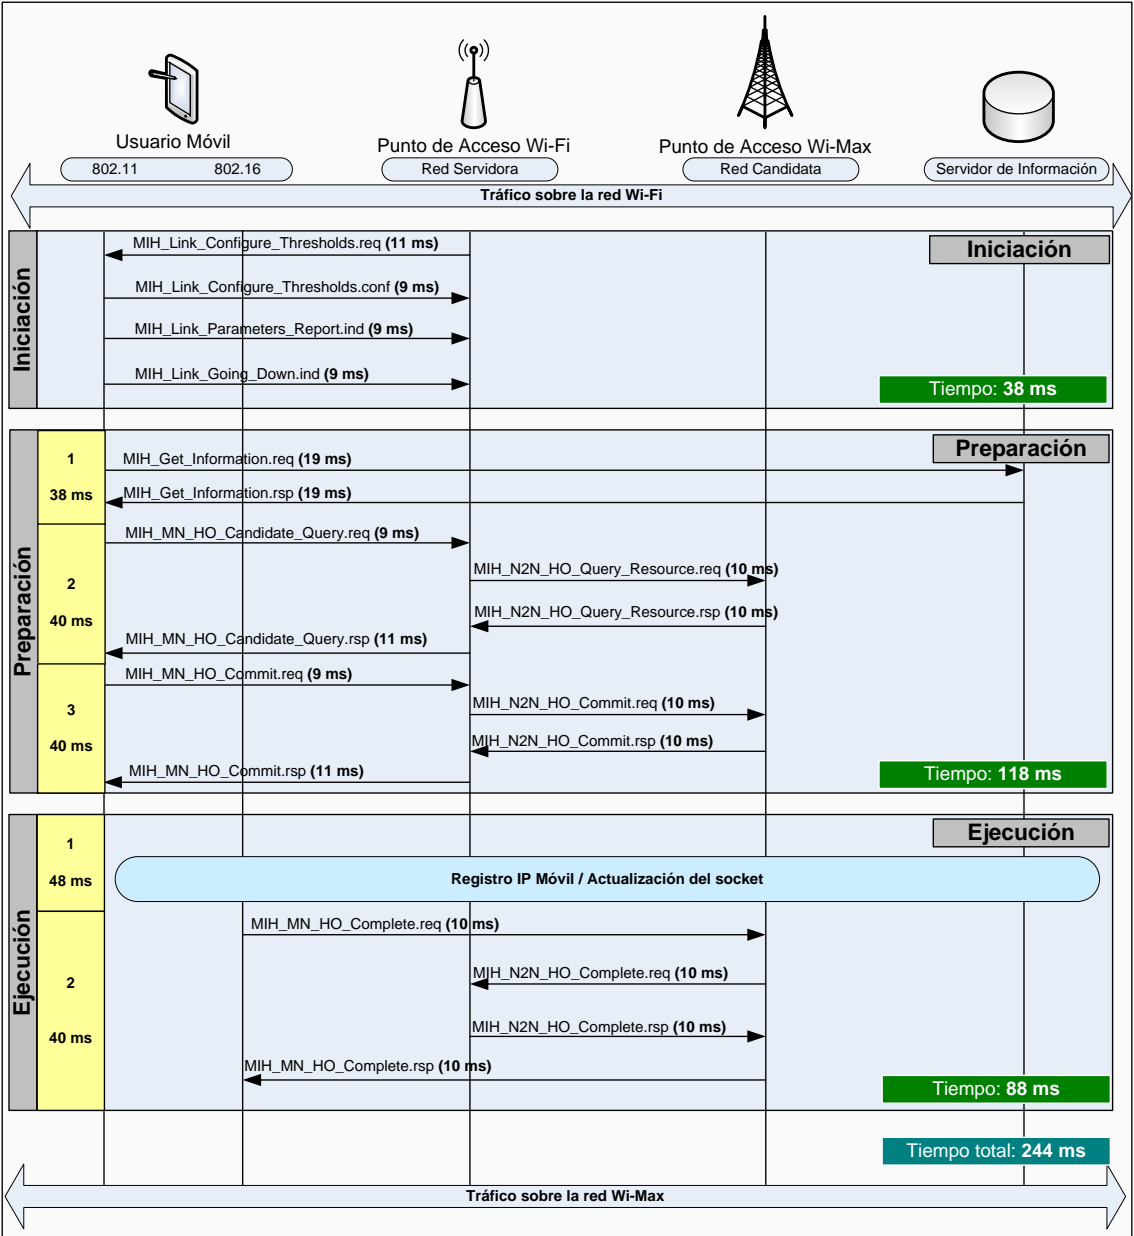 Usuario Móvil
Punto de Acceso Wi-Fi
Punto de Acceso Wi-Max
802.11
802.16
Red Servidora
Red Candidata
Servidor de Información
Tráfico sobre la red Wi-Fi
Iniciación
Iniciación
MIH_Link_Configure_Thresholds.req (11 ms)
MIH_Link_Configure_Thresholds.conf (9 ms)
MIH_Link_Parameters_Report.ind (9 ms)
MIH_Link_Going_Down.ind (9 ms)
Tiempo: 38 ms
Preparación
Preparación
1
38 ms
MIH_Get_Information.req (19 ms)
MIH_Get_Information.rsp (19 ms)
2
40 ms
MIH_MN_HO_Candidate_Query.req (9 ms)
MIH_N2N_HO_Query_Resource.req (10 ms)
MIH_N2N_HO_Query_Resource.rsp (10 ms)
MIH_MN_HO_Candidate_Query.rsp (11 ms)
3
40 ms
MIH_MN_HO_Commit.req (9 ms)
MIH_N2N_HO_Commit.req (10 ms)
MIH_N2N_HO_Commit.rsp (10 ms)
MIH_MN_HO_Commit.rsp (11 ms)
Tiempo: 118 ms
Ejecución
Ejecución
1
48 ms
Registro IP Móvil / Actualización del socket
2
40 ms
MIH_MN_HO_Complete.req (10 ms)
MIH_N2N_HO_Complete.req (10 ms)
MIH_N2N_HO_Complete.rsp (10 ms)
MIH_MN_HO_Complete.rsp (10 ms)
Tiempo: 88 ms
Tiempo total: 244 ms
Tráfico sobre la red Wi-Max